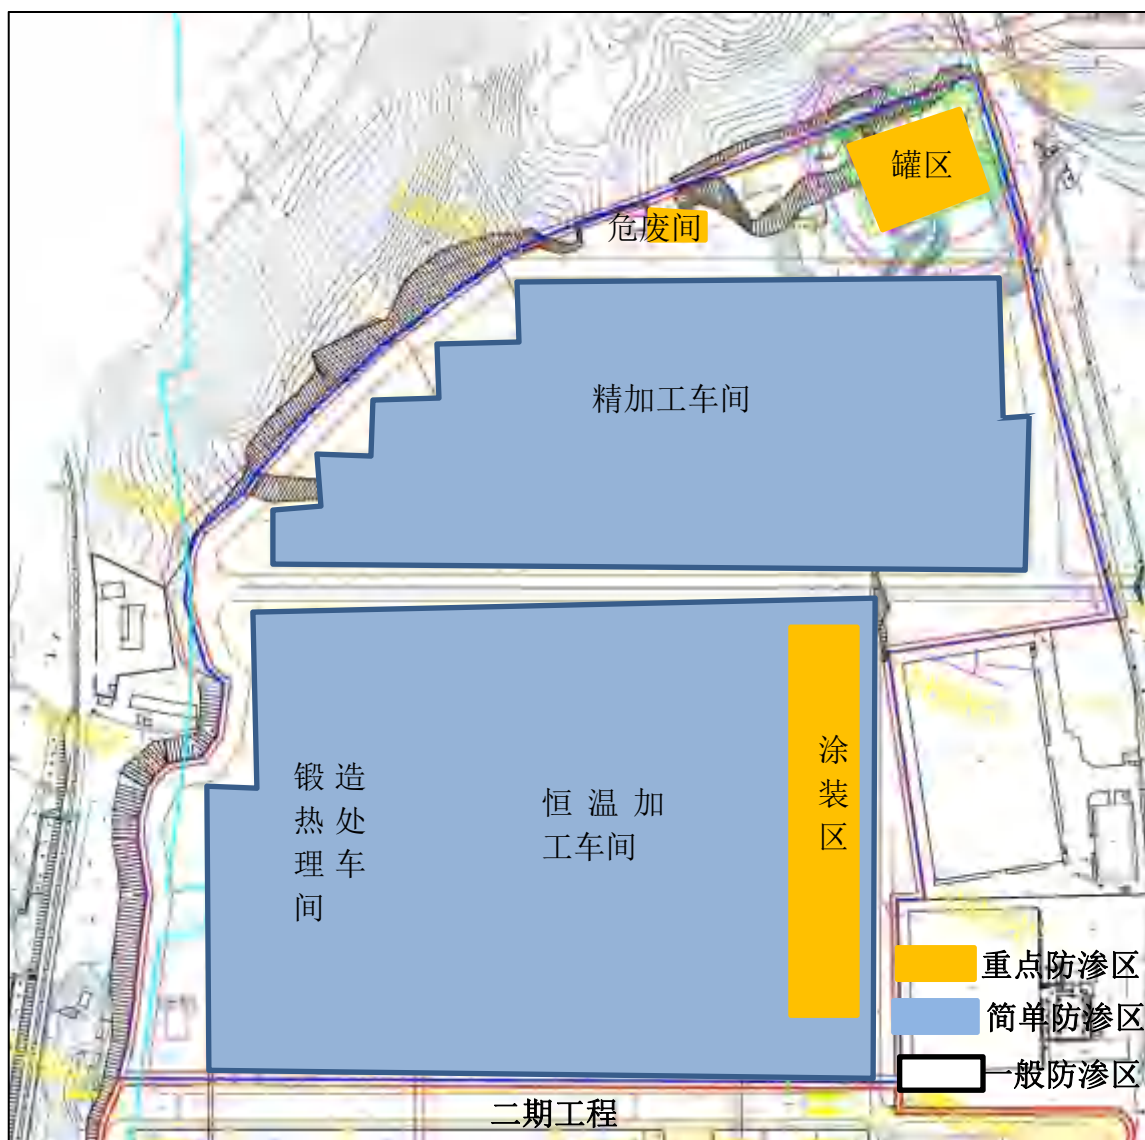 罐区
危废间
精加工车间
锻造
热处
理车
间
恒温加
工车间
涂
装
区
重点防渗区
简单防渗区
一般防渗区
二期工程